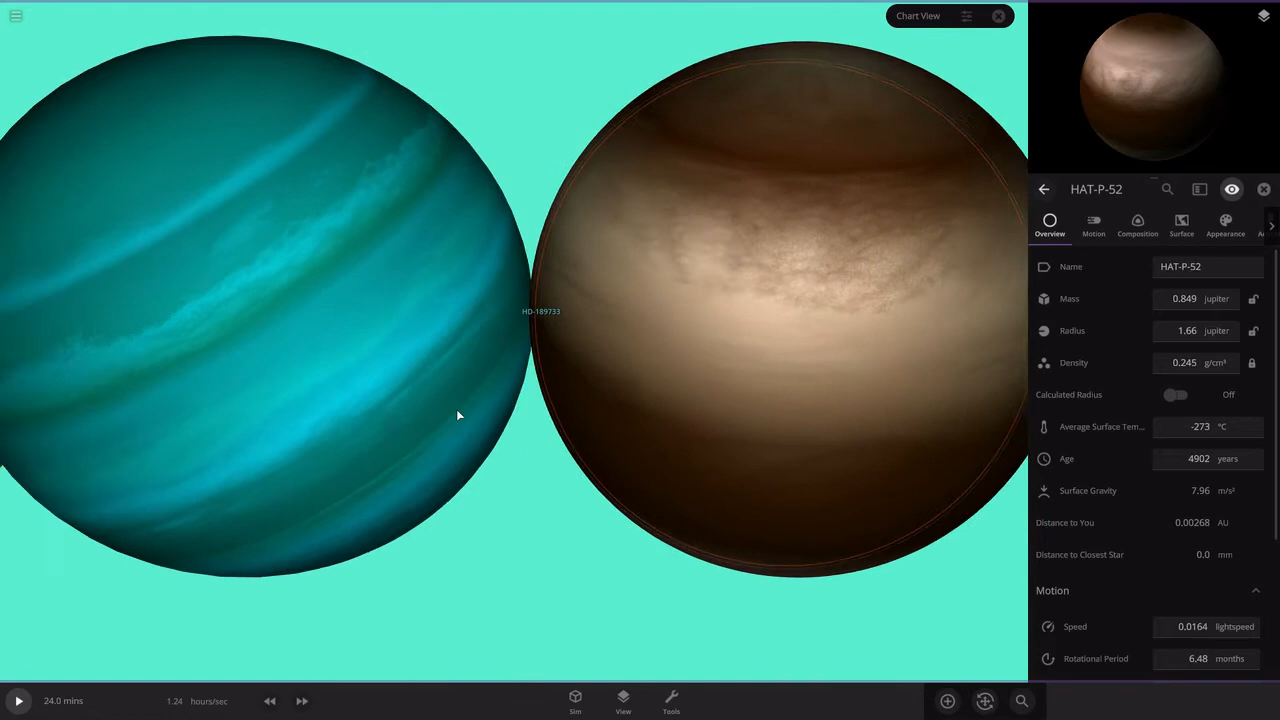 Chart View
HD-189733
HAT-P-52
Overview
Motion
Composition
Surface
Appearance
Name HAT-P-52
Mass 0.849 jupiter
Radius 1.66 jupiter
Density 0.245 g/cm³
Calculated Radius Off
Average Surface Tem... -273 °C
Age 4902 years
Surface Gravity 7.96 m/s²
Distance to You 0.00268 AU
Distance to Closest Star 0.0 mm
Motion
Speed 0.0164 lightspeed
Rotational Period 6.48 months
24.0 mins
1.24 hours/sec
Sim
View
Tools